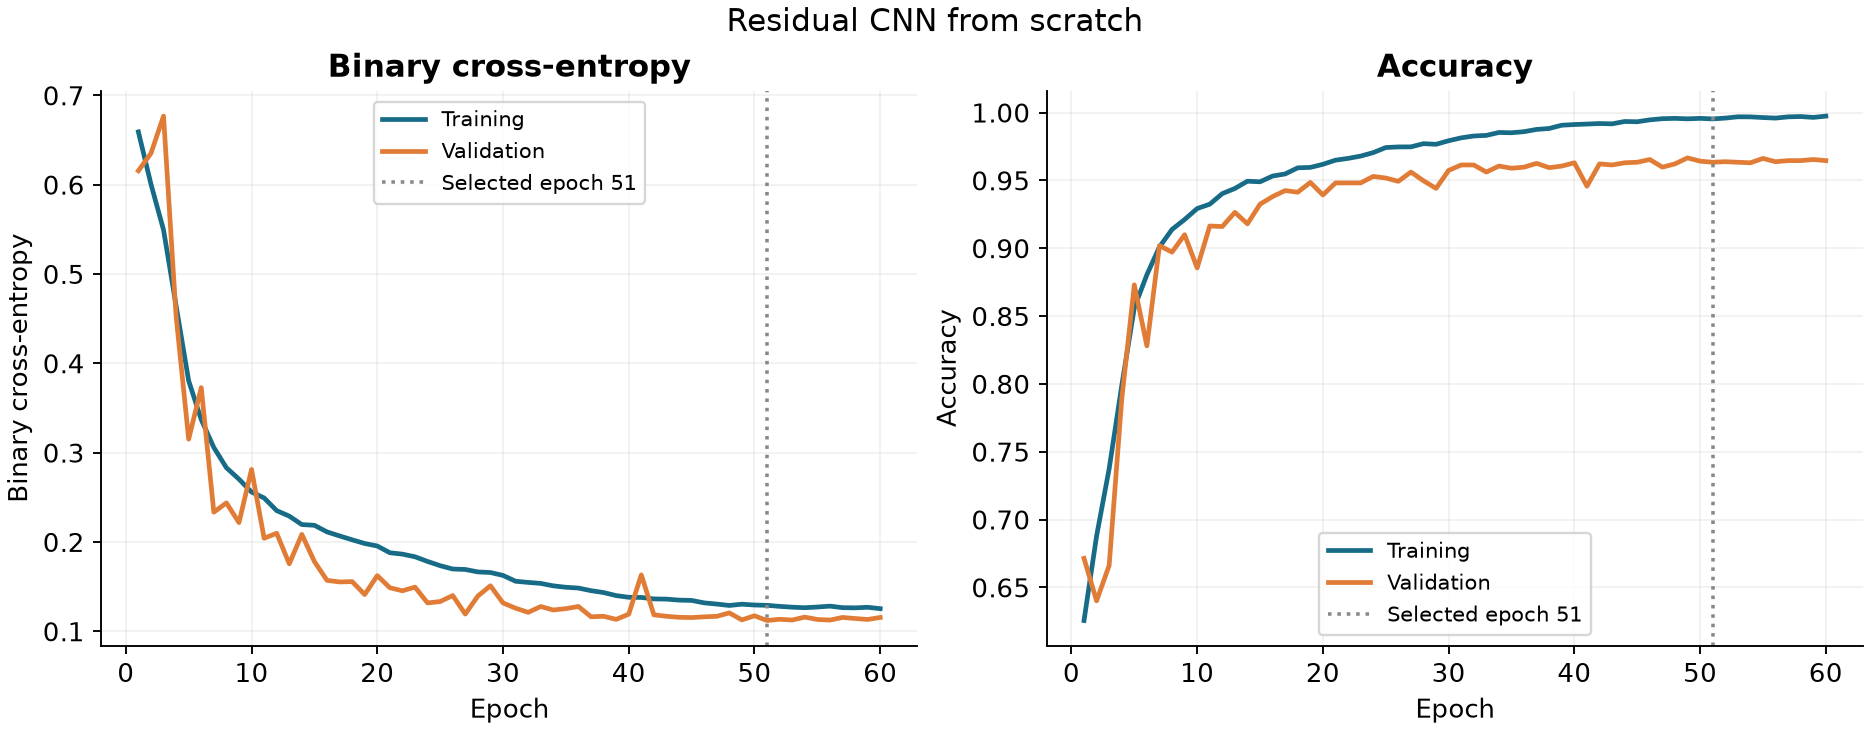 Residual CNN from scratch
Binary cross-entropy
0.7
0.6
0.5
0.4
0.3
0.2
0.1
Binary cross-entropy
Training
Validation
Selected epoch 51
0 10 20 30 40 50 60
Epoch
Accuracy
1.00
0.95
0.90
0.85
0.80
0.75
0.70
0.65
Accuracy
Training
Validation
Selected epoch 51
0 10 20 30 40 50 60
Epoch